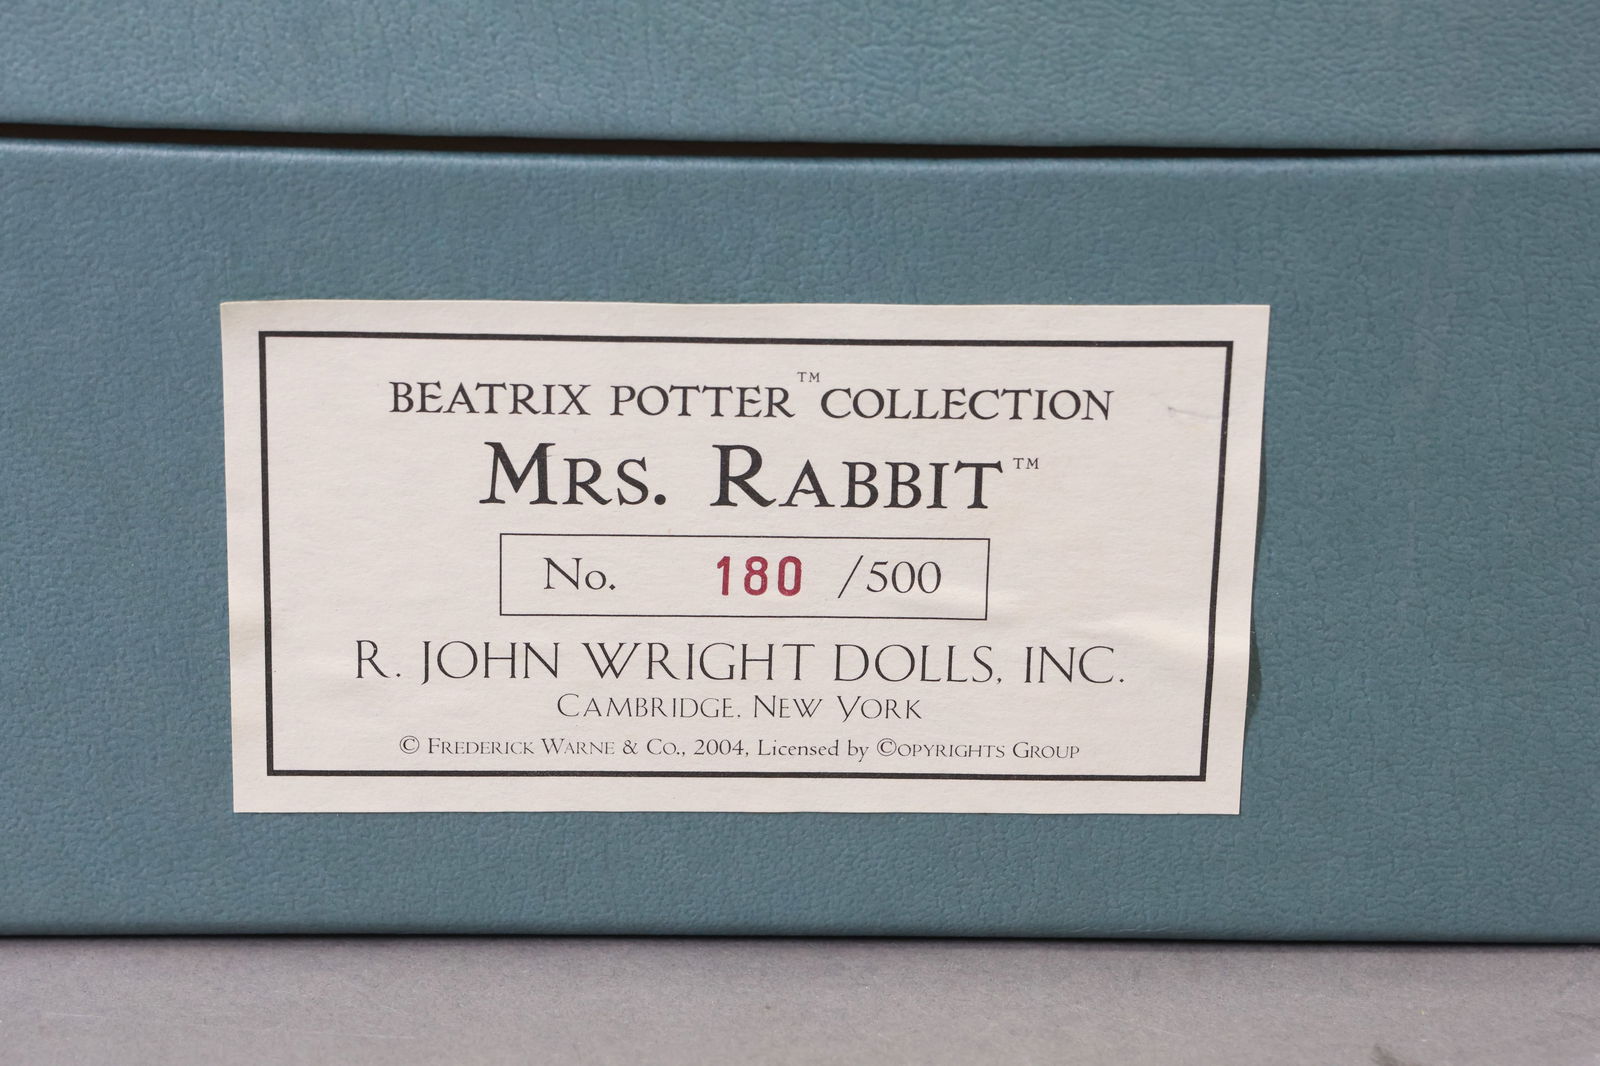 BEATRIX POTTER™ COLLECTION
MRS. RABBIT™
No. 180 /500
R. JOHN WRIGHT DOLLS, INC.
CAMBRIDGE, NEW YORK
© FREDERICK WARNE & CO., 2004, Licensed by ©OPYRIGHTS GROUP